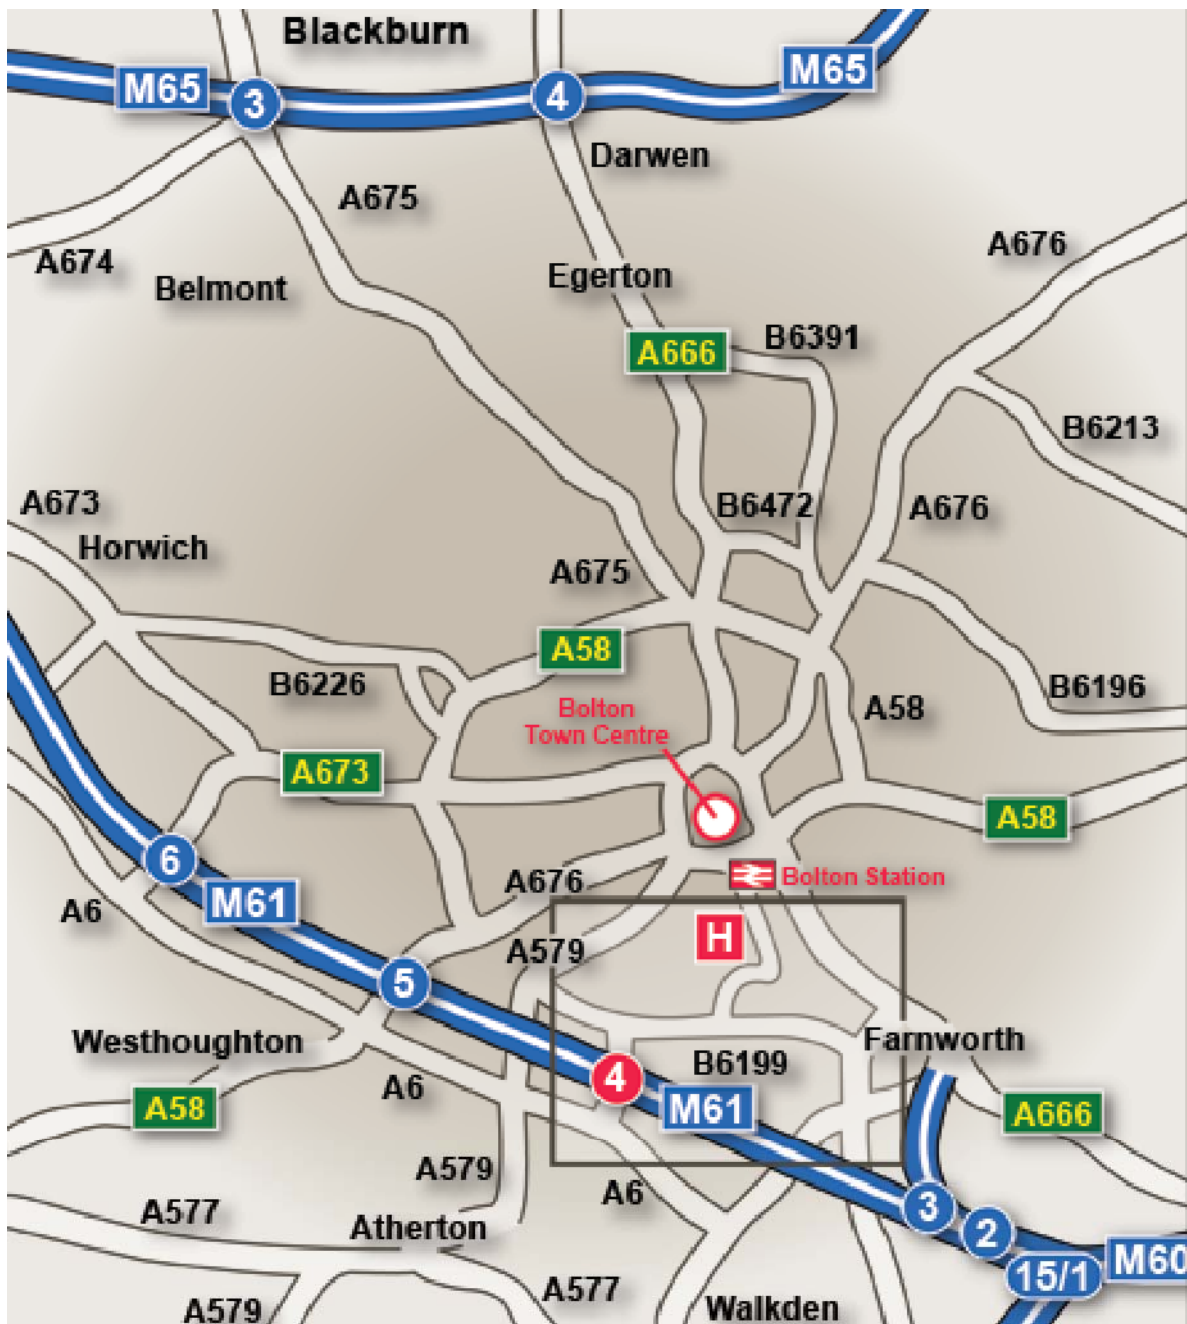 Blackburn
M65
M65
3
4
Darwen
A675
A676
A674
Egerton
Belmont
B6391
A666
B6213
A673
B6472
A676
Horwich
A675
A58
B6226
B6196
A58
Bolton
Town Centre
A673
A58
6
A676
Bolton Station
M61
A6
H
A579
5
Westhoughton
Farnworth
B6199
4
A6
A58
M61
A666
A579
A6
3
A577
Atherton
2
M60
15/1
A577
A579
Walkden